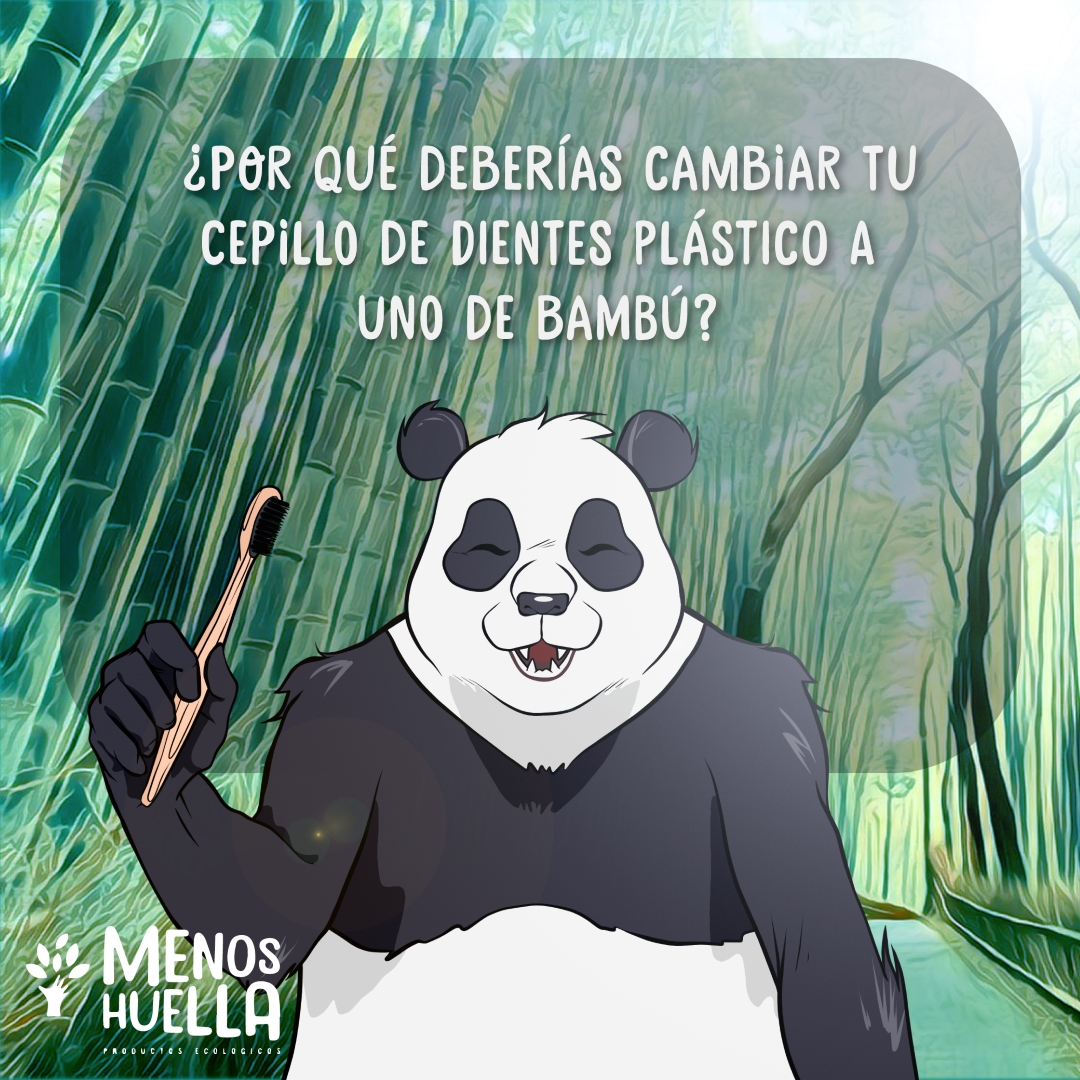 ¿POR QUÉ DEBERÍAS CAMBIAR TU
CEPILLO DE DIENTES PLÁSTICO A
UNO DE BAMBÚ?
MENOS
HUELLA
PRODUCTOS ECOLOGICOS